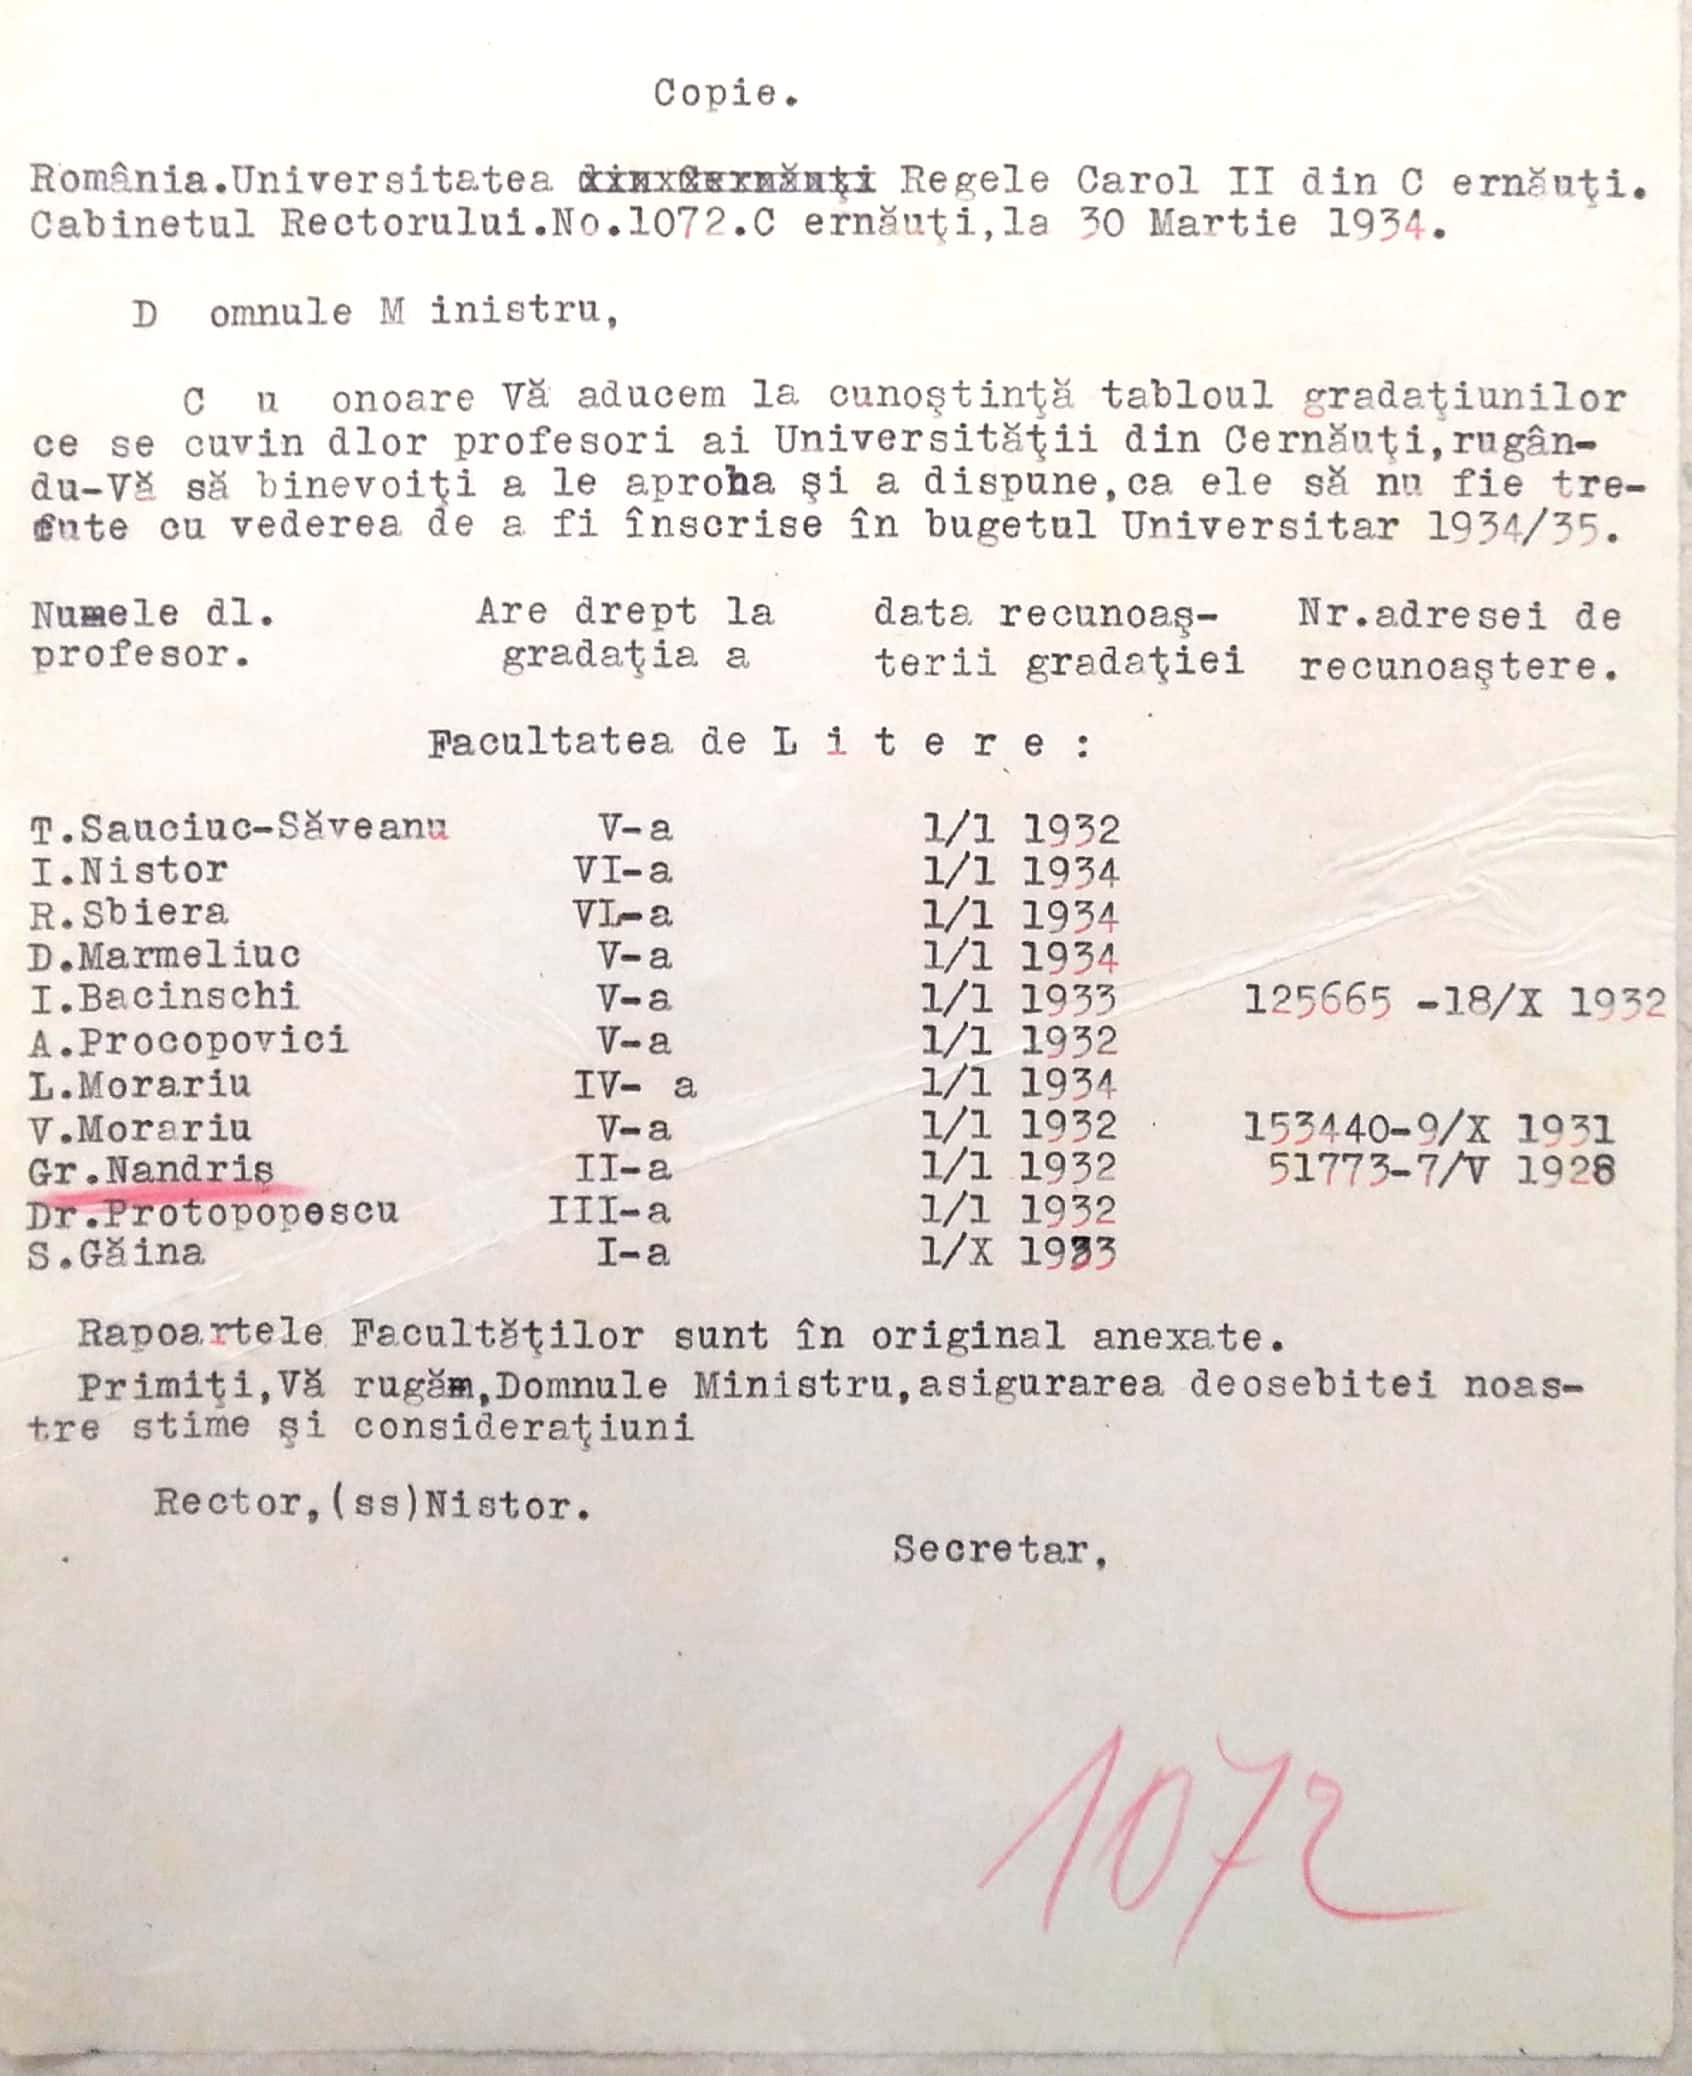 Copie.
România.Universitatea din Cernăuţi Regele Carol II din C ernăuţi.
Cabinetul Rectorului.No.1072.C ernăuţi,la 30 Martie 1934.
D omnule M inistru,
C u onoare Vă aducem la cunoştinţă tabloul gradaţiunilor
ce se cuvin dlor profesori ai Universităţii din Cernăuţi,rugân-
du-Vă să binevoiţi a le aproba şi a dispune,ca ele să nu fie tre-
cute cu vederea de a fi înscrise în bugetul Universitar 1934/35.
Numele dl. Are drept la data recunoaş- Nr.adresei de
profesor. gradaţia a terii gradaţiei recunoaştere.
Facultatea de L i t e r e :
T.Sauciuc-Săveanu V-a 1/1 1932
I.Nistor VI-a 1/1 1934
R.Sbiera VI-a 1/1 1934
D.Marmeliuc V-a 1/1 1934
I.Bacinschi V-a 1/1 1933 125665 -18/X 1932
A.Procopovici V-a 1/1 1932
L.Morariu IV- a 1/1 1934
V.Morariu V-a 1/1 1932 153440-9/X 1931
Gr.Nandriş II-a 1/1 1932 51773-7/V 1928
Dr.Protopopescu III-a 1/1 1932
S.Găina I-a 1/X 1933
Rapoartele Facultăţilor sunt în original anexate.
Primiţi,Vă rugăm,Domnule Ministru,asigurarea deosebitei noas-
tre stime şi consideraţiuni
Rector,(ss)Nistor.
Secretar,
1072